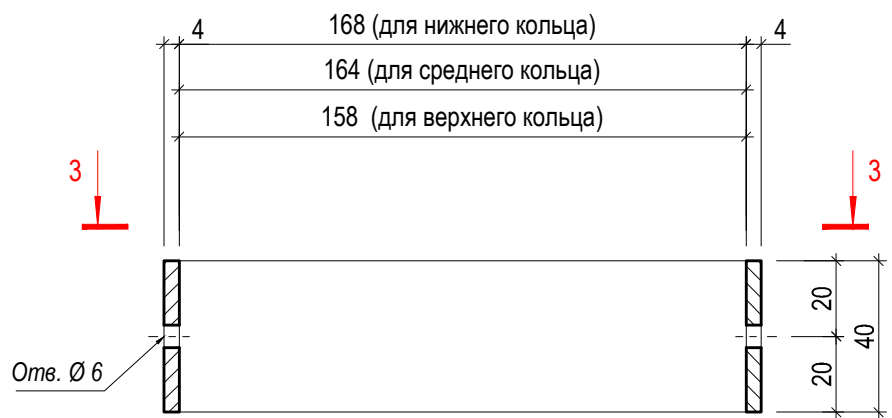 4
168 (для нижнего кольца)
4
164 (для среднего кольца)
158 (для верхнего кольца)
3
3
20
40
20
Отв. Ø 6